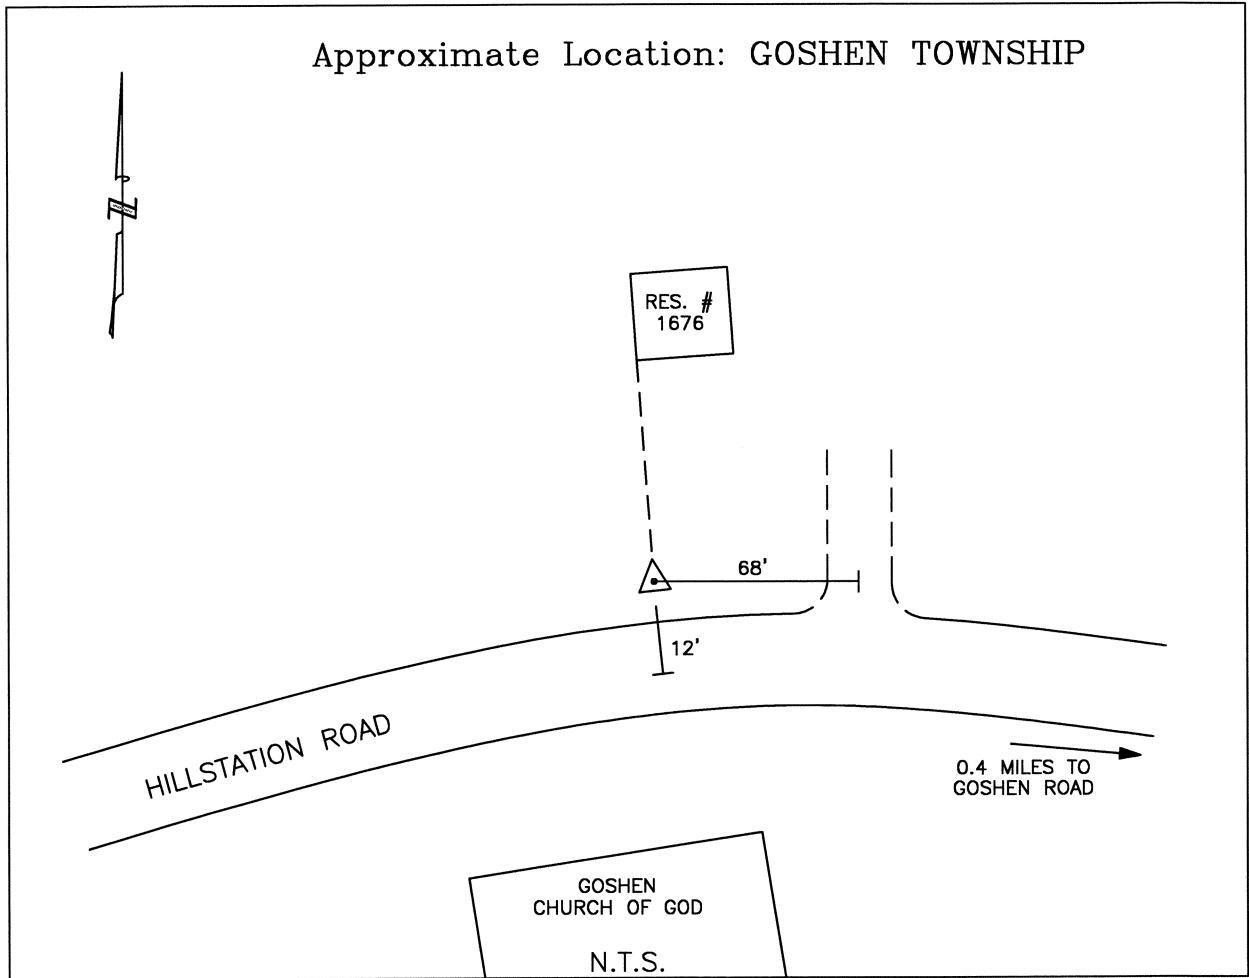 Approximate Location: GOSHEN TOWNSHIP
N
RES. #
1676
68'
12'
HILLSTATION ROAD
0.4 MILES TO
GOSHEN ROAD
GOSHEN
CHURCH OF GOD
N.T.S.